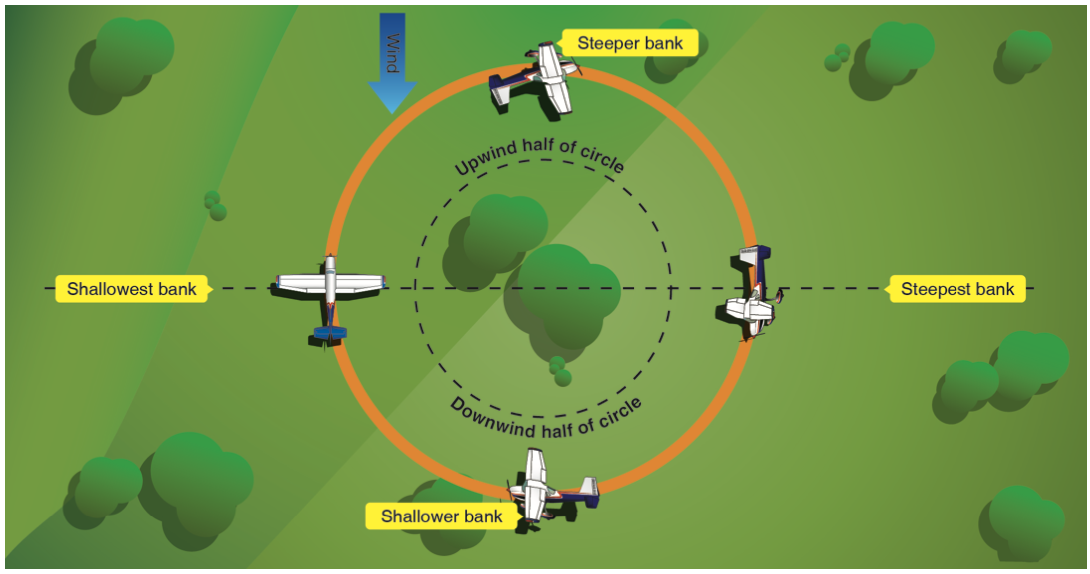 Wind
Steeper bank
Upwind half of circle
Shallowest bank
Steepest bank
Downwind half of circle
Shallower bank